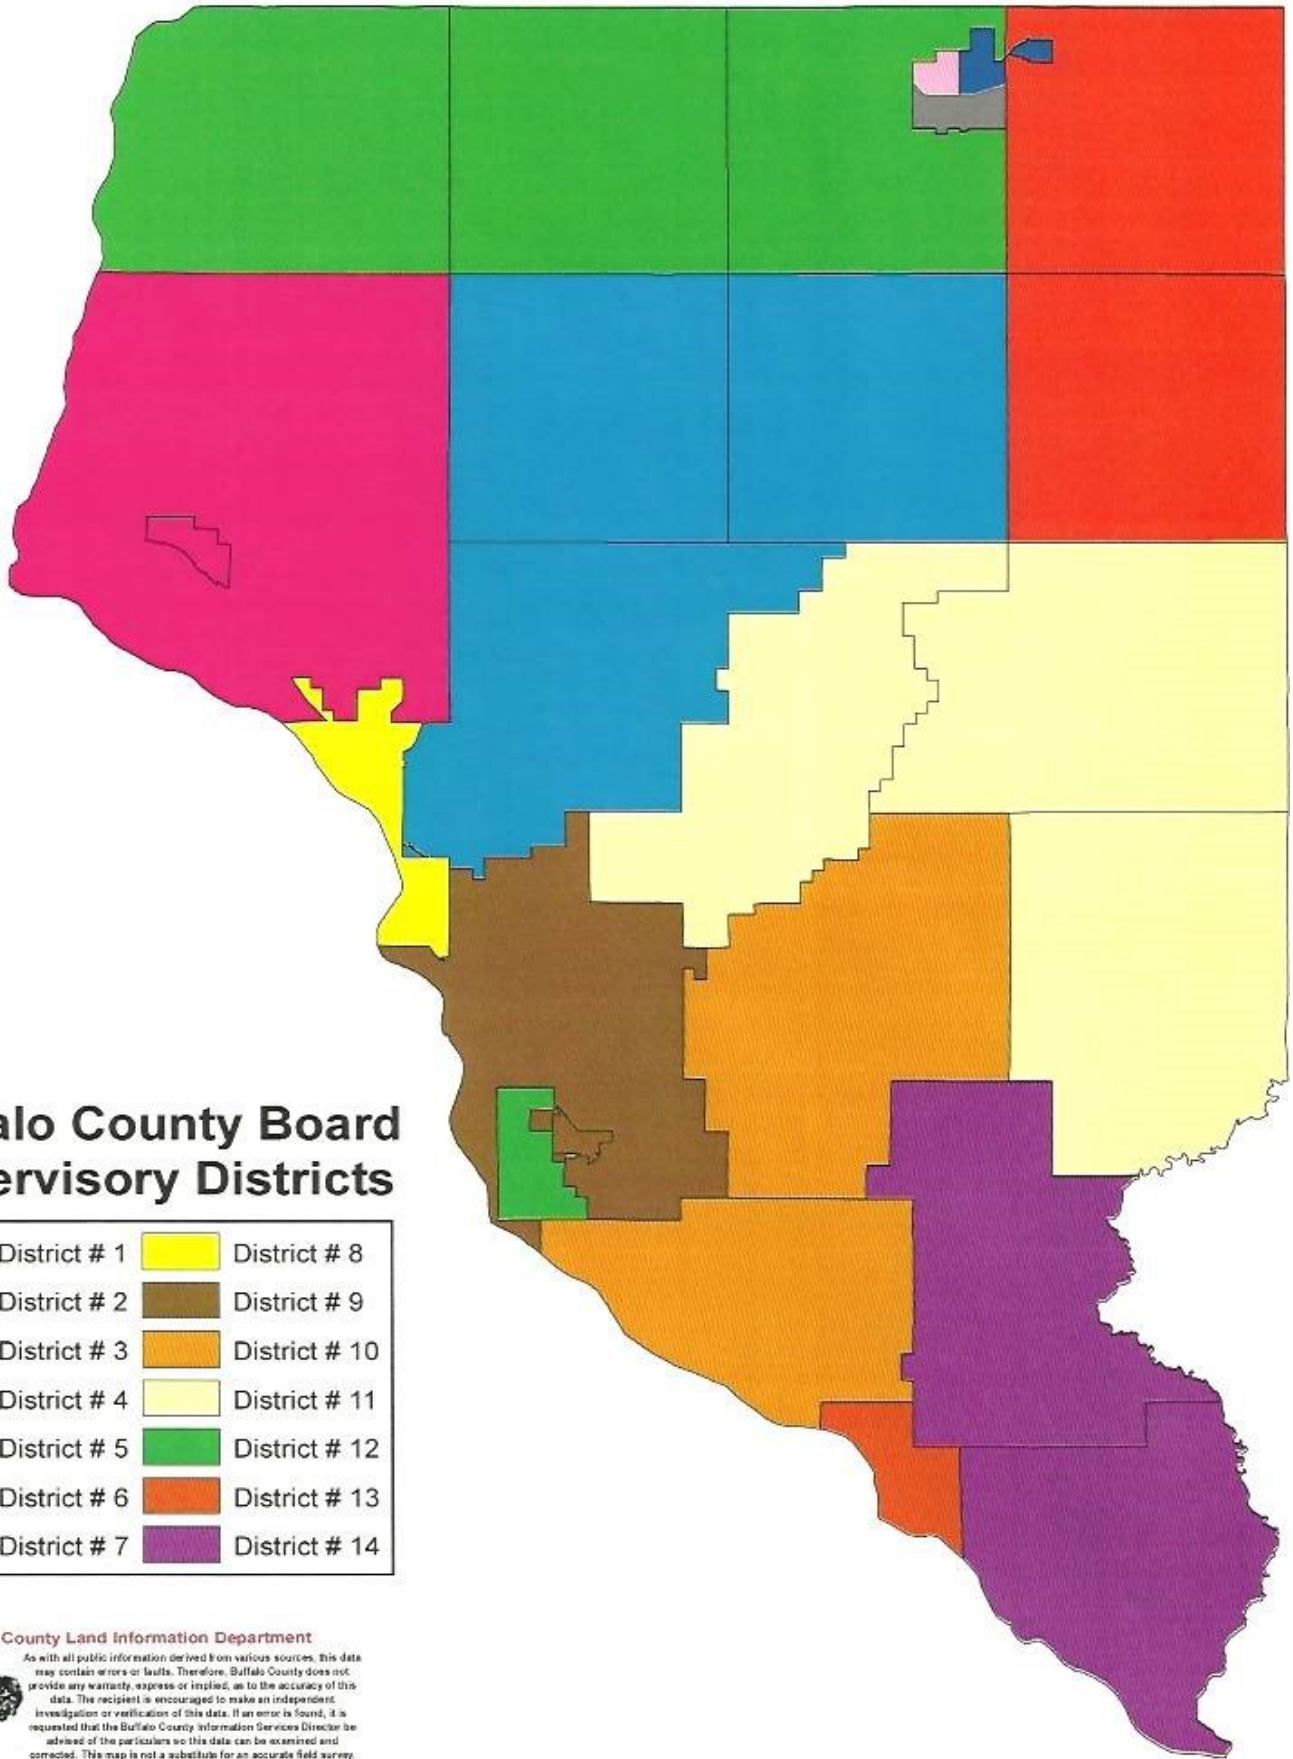 alo County Board
ervisory Districts
District # 1 District # 8
District # 2 District # 9
District # 3 District # 10
District # 4 District # 11
District # 5 District # 12
District # 6 District # 13
District # 7 District # 14
County Land Information Department
As with all public information derived from various sources, this data
may contain errors or faults. Therefore, Buffalo County does not
provide any warranty, express or implied, as to the accuracy of this
data. The recipient is encouraged to make an independent
investigation or verification of this data. If an error is found, it is
requested that the Buffalo County Information Services Director be
advised of the particulars so this data can be examined and
corrected. This map is not a substitute for an accurate field survey.